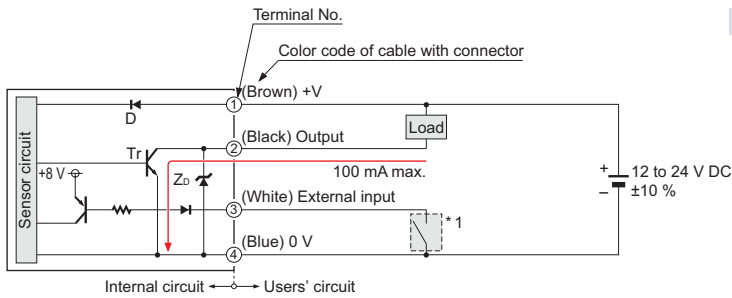 Terminal No.
Color code of cable with connector
(Brown) +V
1
D
Load
(Black) Output
2
Tr
+8 V
ZD
100 mA max.
+
12 to 24 V DC
−
±10 %
Sensor circuit
(White) External input
3
* 1
(Blue) 0 V
4
Internal circuit
Users' circuit